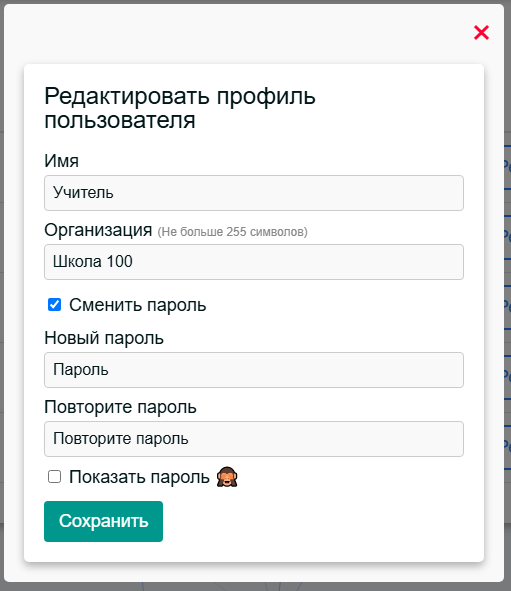 Редактировать профиль
пользователя
Имя
Учитель
Организация (Не больше 255 символов)
Школа 100
Сменить пароль
Новый пароль
Пароль
Повторите пароль
Повторите пароль
Показать пароль
Сохранить